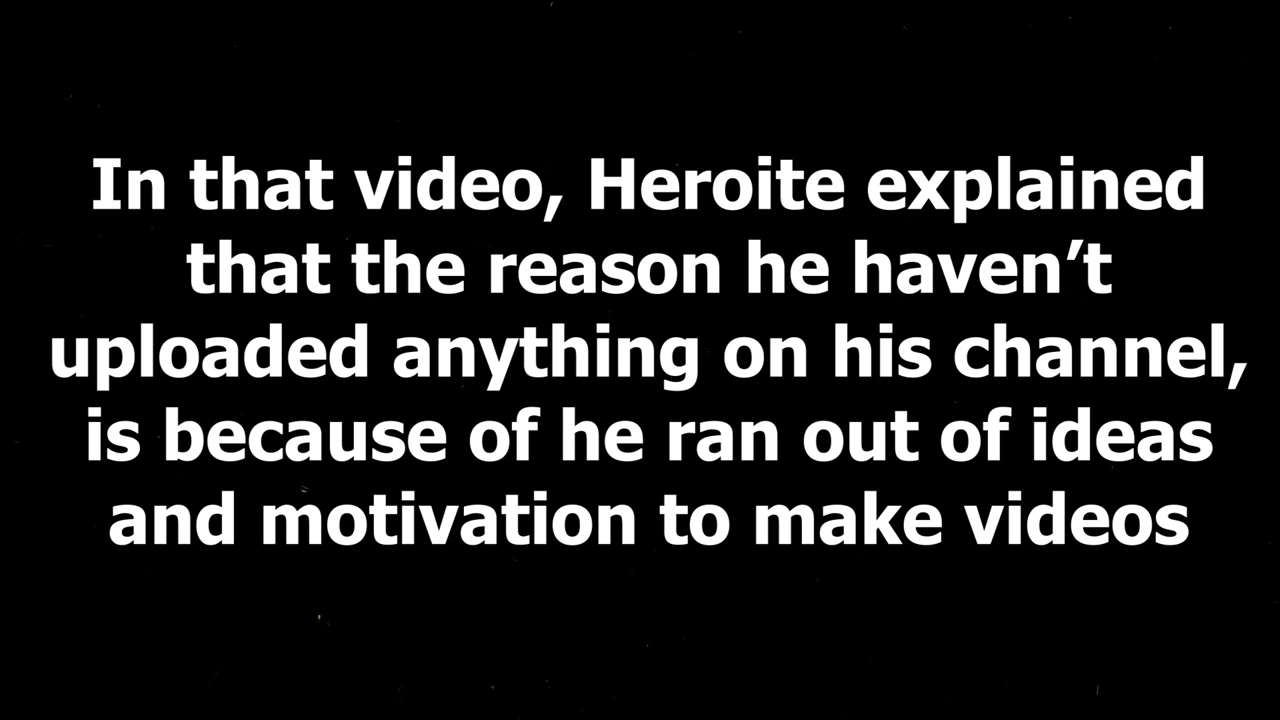 In that video, Heroite explained
that the reason he haven’t
uploaded anything on his channel,
is because of he ran out of ideas
and motivation to make videos